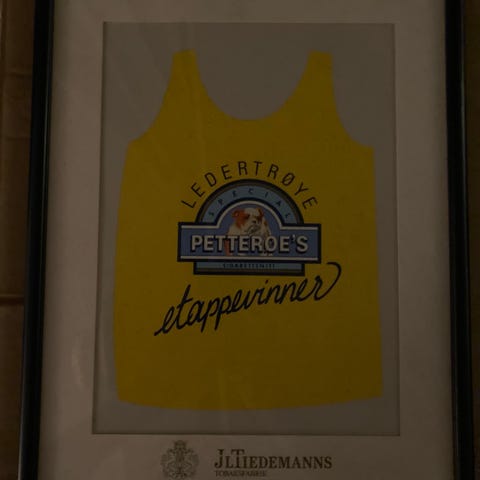 LEDERTRØYE
SPECIAL
PETTEROE'S
etappevinner
J.L.TIEDEMANNS
TOBAKSFABRIK